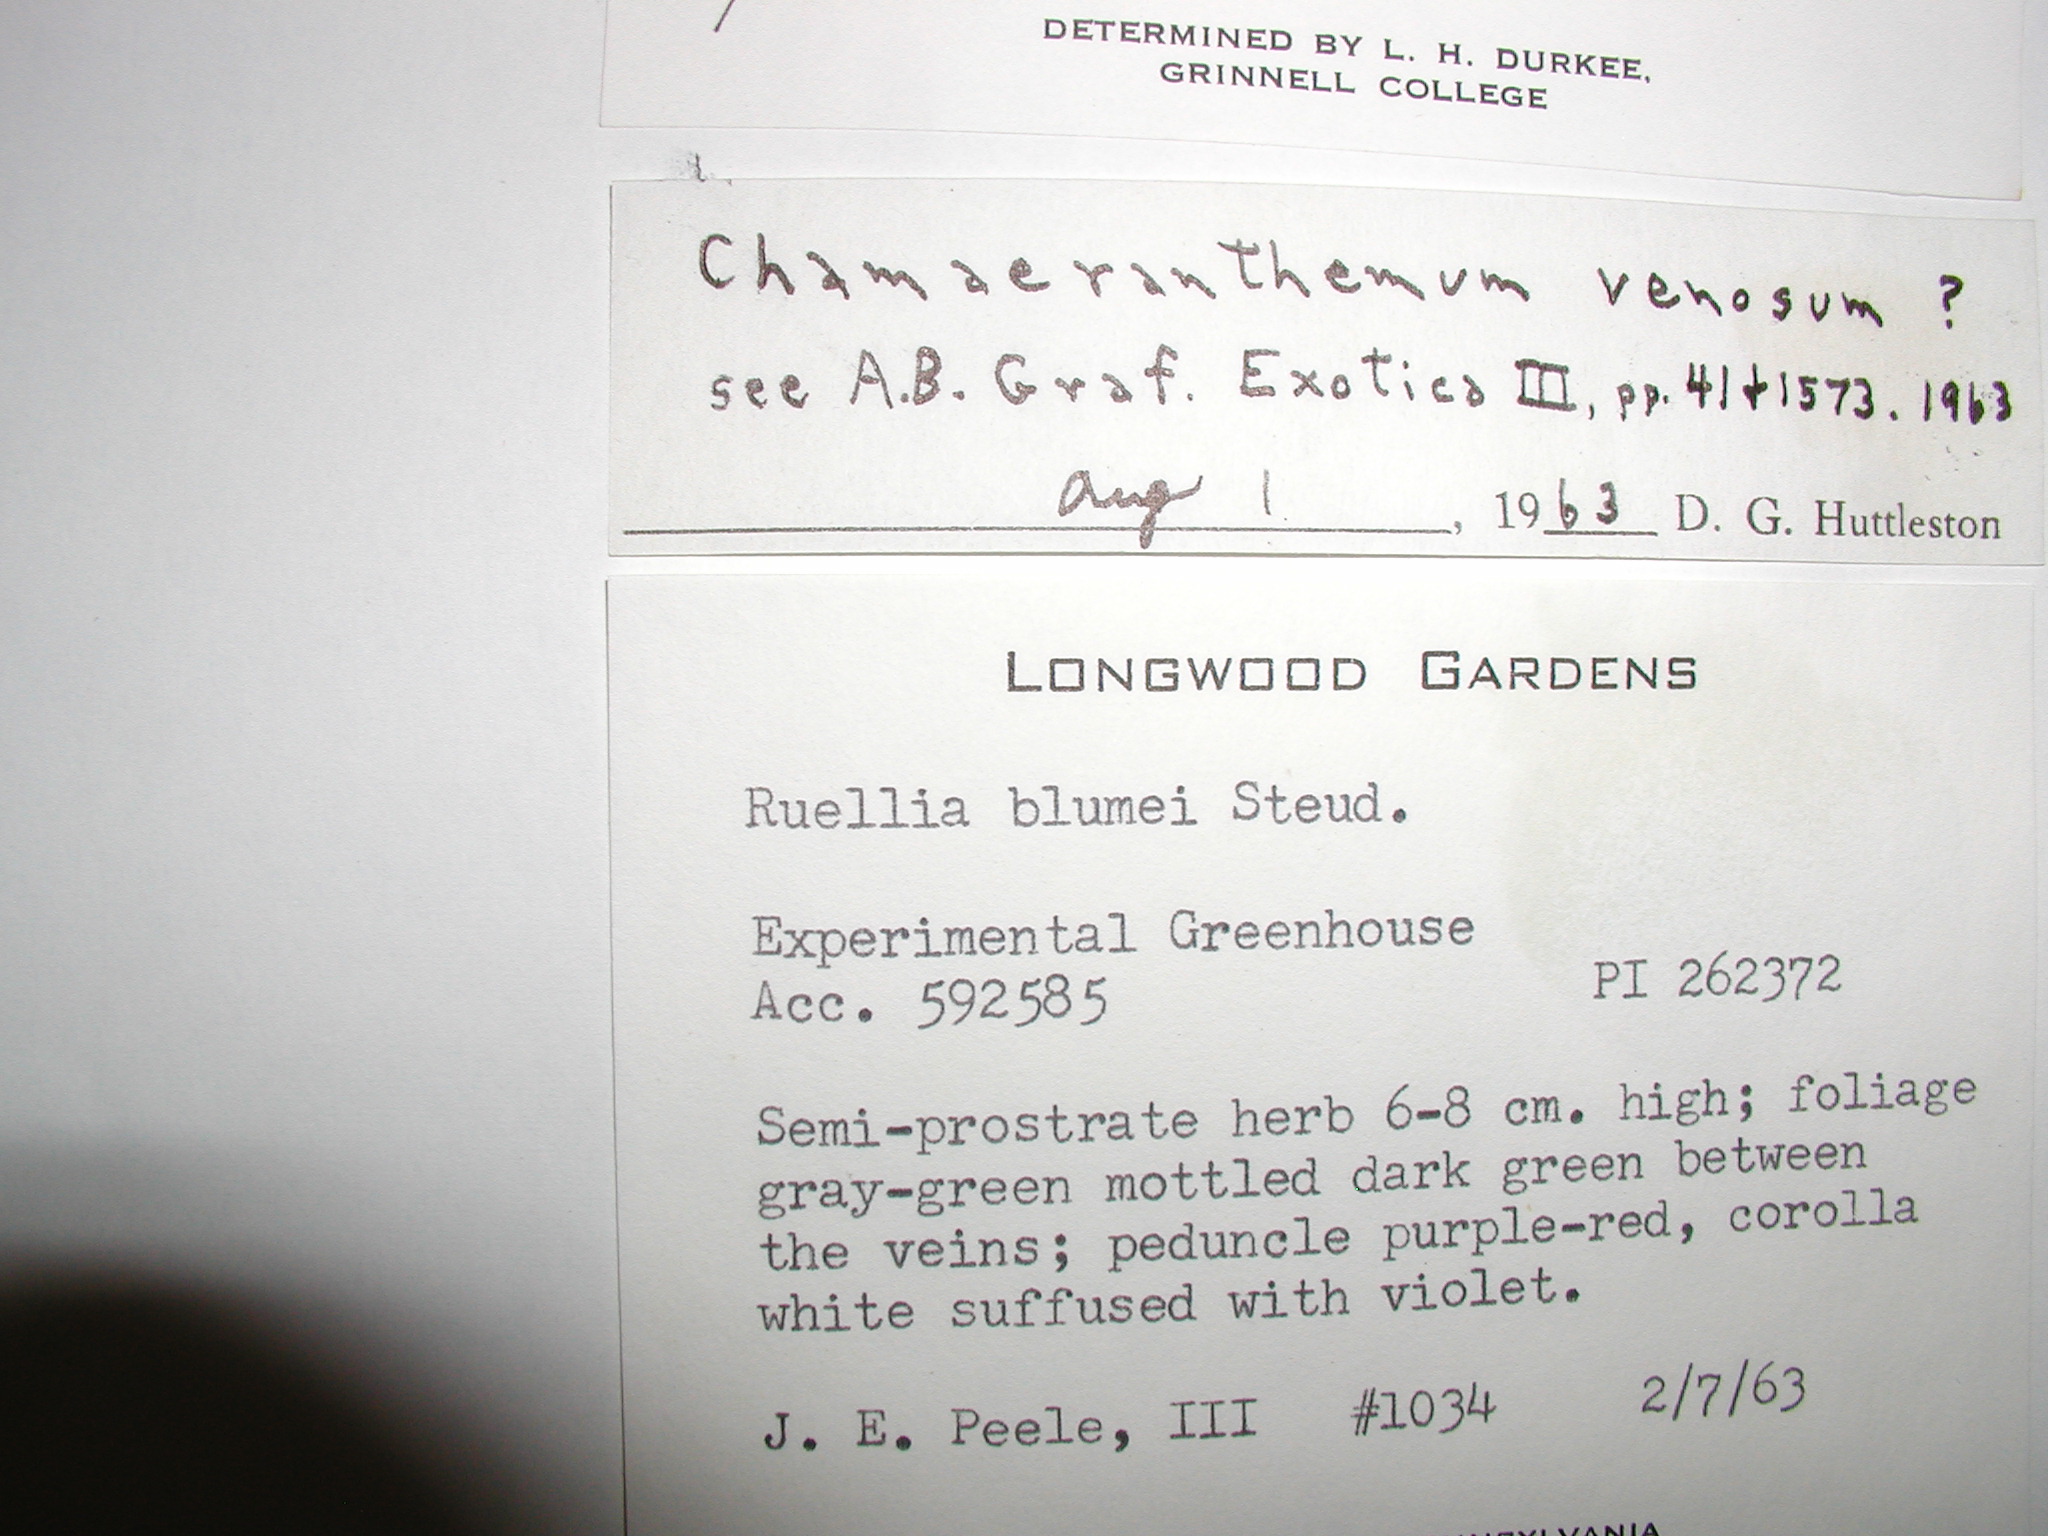 DETERMINED BY L. H. DURKEE,
GRINNELL COLLEGE
Chamaeranthemum venosum ?
see A.B. Graf. Exotica III, pp. 41+1573. 1963
Aug 1, 1963 D. G. Huttleston
LONGWOOD GARDENS
Ruellia blumei Steud.
Experimental Greenhouse
Acc. 592585 PI 262372
Semi-prostrate herb 6-8 cm. high; foliage
gray-green mottled dark green between
the veins; peduncle purple-red, corolla
white suffused with violet.
J. E. Peele, III #1034 2/7/63